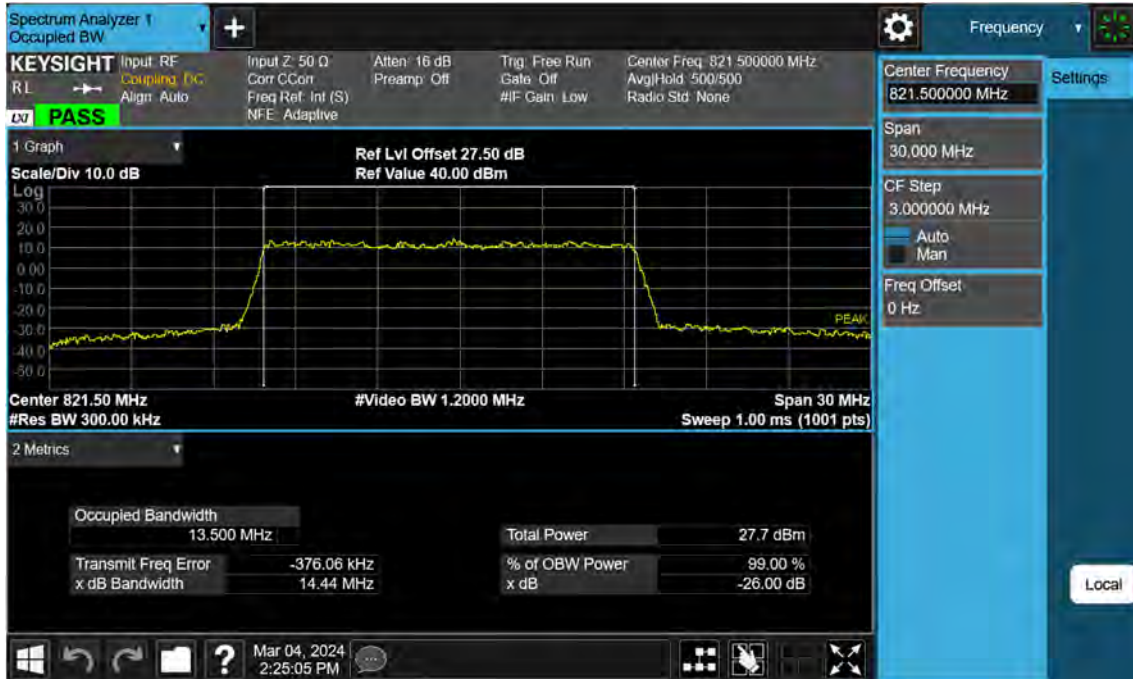 Spectrum Analyzer 1
Occupied BW
+
Frequency
KEYSIGHT
RL
LXI PASS
Input: RF
Coupling: DC
Align: Auto
Input Z: 50 Ω
Corr CCorr
Freq Ref: Int (S)
NFE: Adaptive
Atten: 16 dB
Preamp: Off
Trig: Free Run
Gate: Off
#IF Gain: Low
Center Freq: 821.500000 MHz
Avg|Hold: 500/500
Radio Std: None
Center Frequency
821.500000 MHz
Settings
Span
30.000 MHz
CF Step
3.000000 MHz
Auto
Man
Freq Offset
0 Hz
Local
1 Graph
Scale/Div 10.0 dB
Ref Lvl Offset 27.50 dB
Ref Value 40.00 dBm
Log
30.0
20.0
10.0
0.00
-10.0
-20.0
-30.0
-40.0
-50.0
PEAK
Center 821.50 MHz
#Video BW 1.2000 MHz
Span 30 MHz
#Res BW 300.00 kHz
Sweep 1.00 ms (1001 pts)
2 Metrics
Occupied Bandwidth
13.500 MHz
Total Power 27.7 dBm
Transmit Freq Error -376.06 kHz
% of OBW Power 99.00 %
x dB Bandwidth 14.44 MHz
x dB -26.00 dB
?
Mar 04, 2024
2:25:05 PM